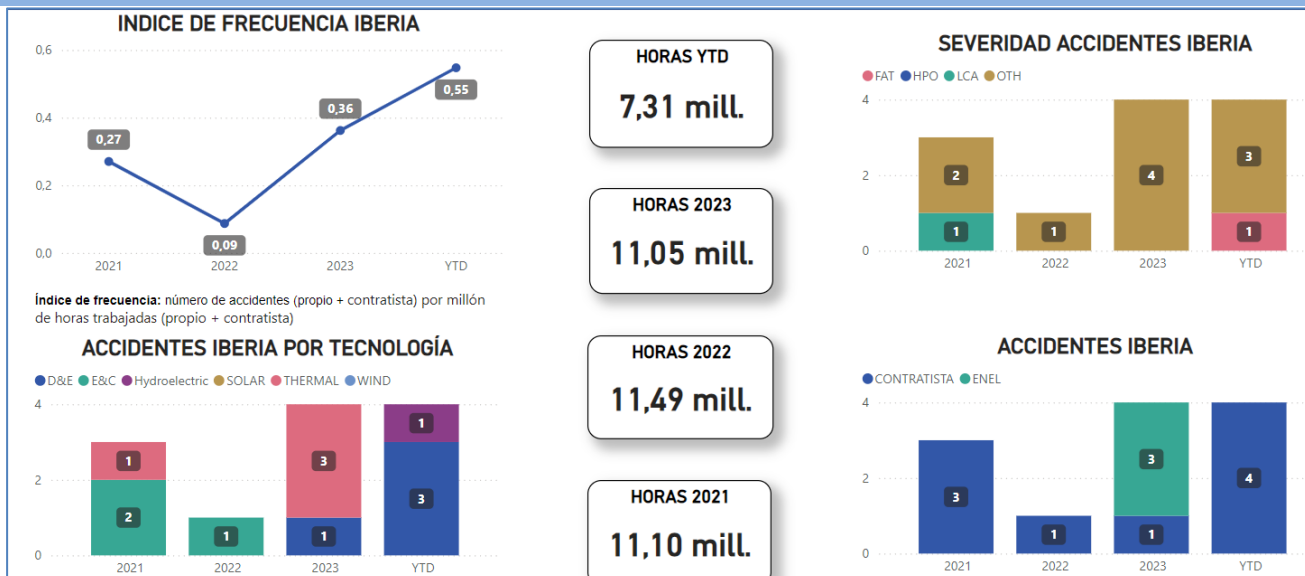 INDICE DE FRECUENCIA IBERIA
0,6
0,4
0,2
0,0
0,27
0,09
0,36
0,55
2021 2022 2023 YTD
Índice de frecuencia: número de accidentes (propio + contratista) por millón
de horas trabajadas (propio + contratista)
ACCIDENTES IBERIA POR TECNOLOGÍA
D&E E&C Hydroelectric SOLAR THERMAL WIND
4
2
0
1
2
1
3
1
1
3
2021 2022 2023 YTD
HORAS YTD
7,31 mill.
HORAS 2023
11,05 mill.
HORAS 2022
11,49 mill.
HORAS 2021
11,10 mill.
SEVERIDAD ACCIDENTES IBERIA
FAT HPO LCA OTH
4
2
0
2
1
1
4
3
1
2021 2022 2023 YTD
ACCIDENTES IBERIA
CONTRATISTA ENEL
4
2
0
3
1
3
1
4
2021 2022 2023 YTD